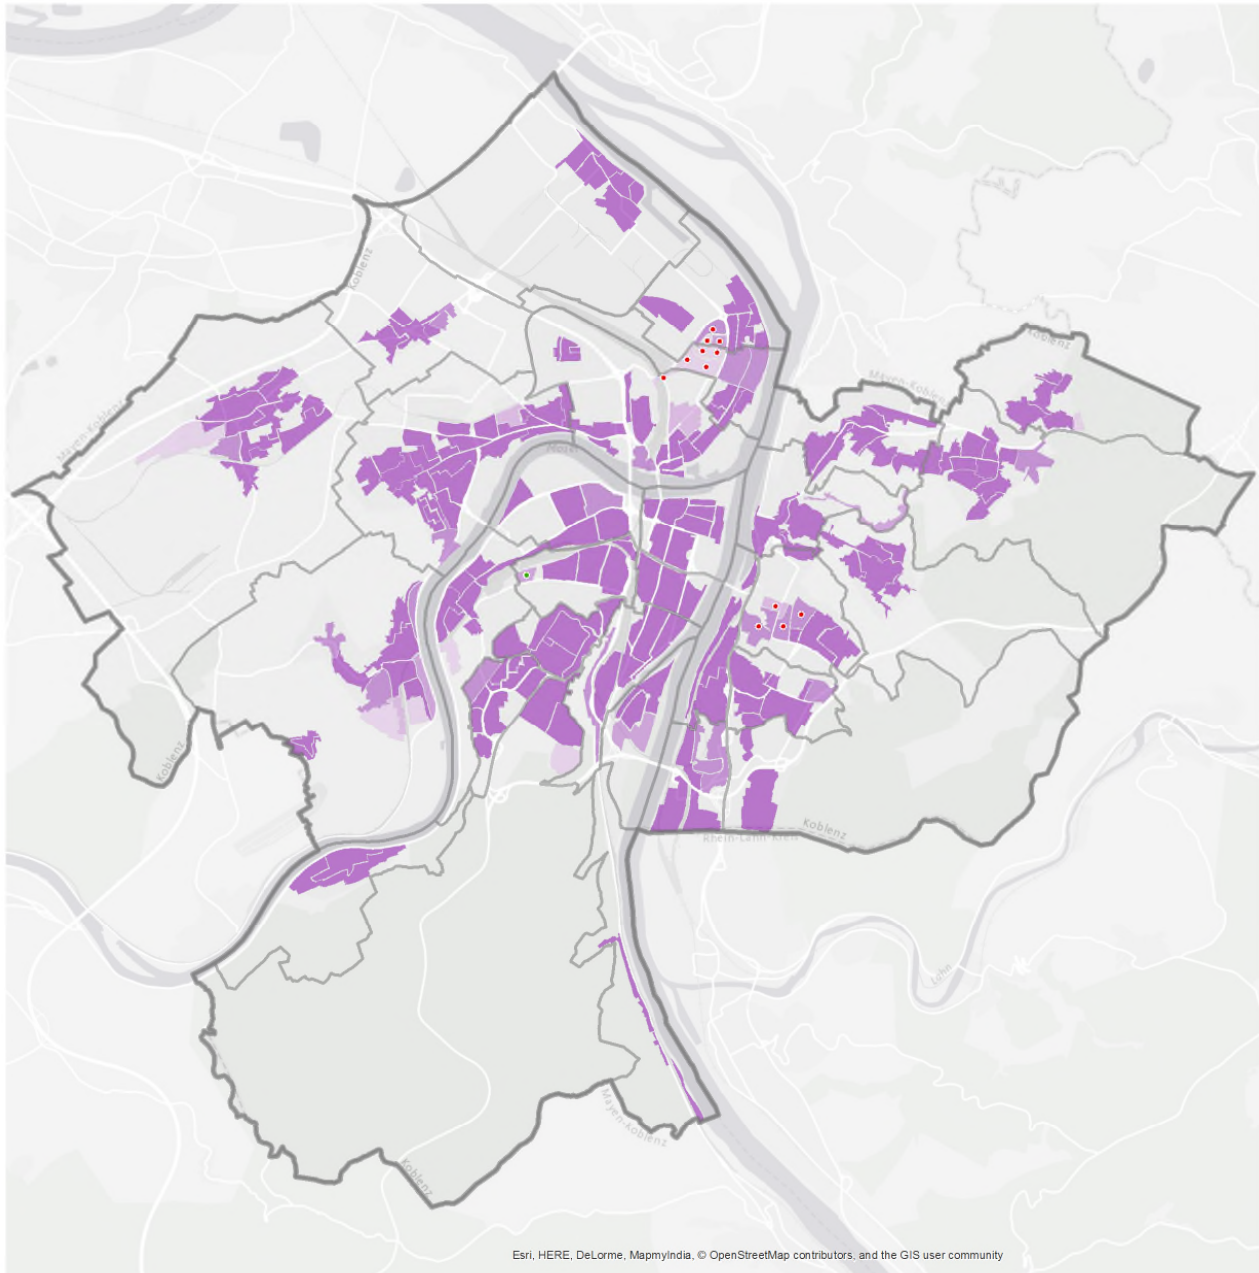 Koblenz
Koblenz
Mayen-Koblenz
Mayen-Koblenz
Mosel
Koblenz
Koblenz
Rhein-Lahn-Kreis
Lahn
Mayen-Koblenz
Koblenz
Esri, HERE, DeLorme, MapmyIndia, © OpenStreetMap contributors, and the GIS user community